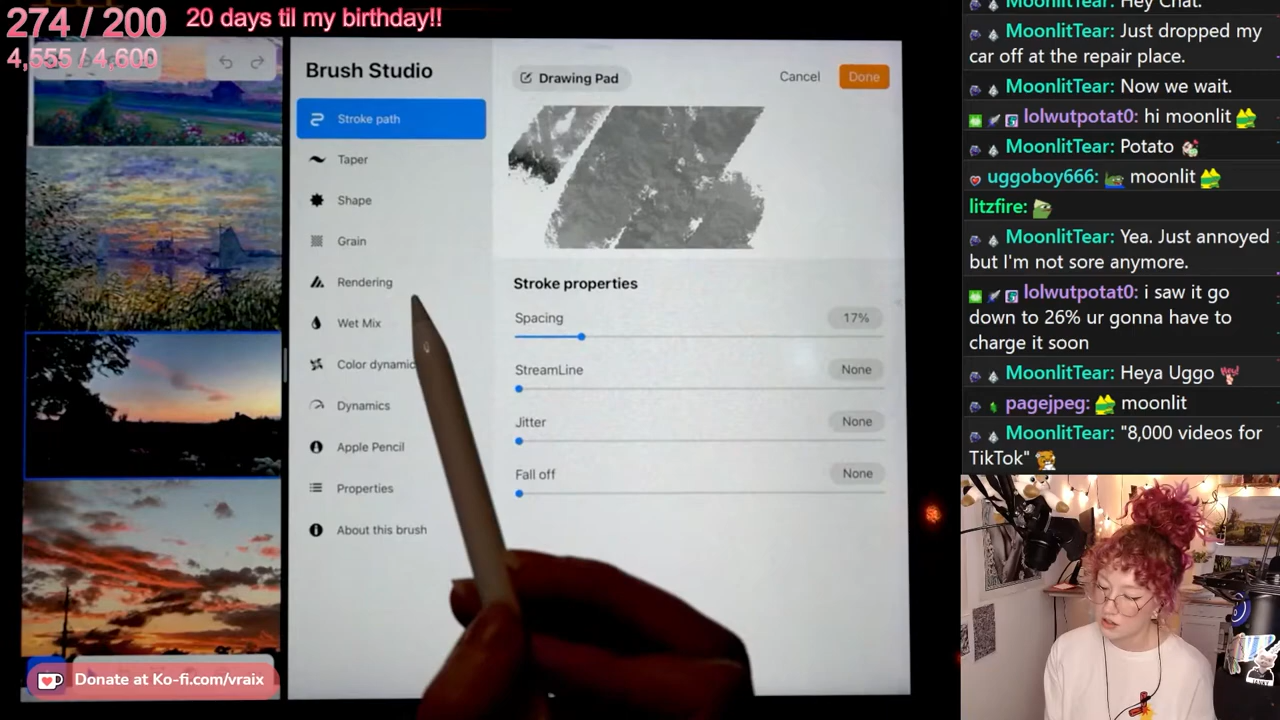 274 / 200
20 days til my birthday!!
4,555 / 4,600
Brush Studio
Stroke path
Taper
Shape
Grain
Rendering
Wet Mix
Color dynamic
Dynamics
Apple Pencil
Properties
About this brush
Drawing Pad
Cancel
Done
Stroke properties
Spacing
17%
StreamLine
None
Jitter
None
Fall off
None
Donate at Ko-fi.com/vraix
MoonlitTear: Hey Chat.
MoonlitTear: Just dropped my
car off at the repair place.
MoonlitTear: Now we wait.
lolwutpotat0: hi moonlit
MoonlitTear: Potato
uggoboy666: moonlit
litzfire:
MoonlitTear: Yea. Just annoyed
but I'm not sore anymore.
lolwutpotat0: i saw it go
down to 26% ur gonna have to
charge it soon
MoonlitTear: Heya Uggo
pagejpeg: moonlit
MoonlitTear: "8,000 videos for
TikTok"